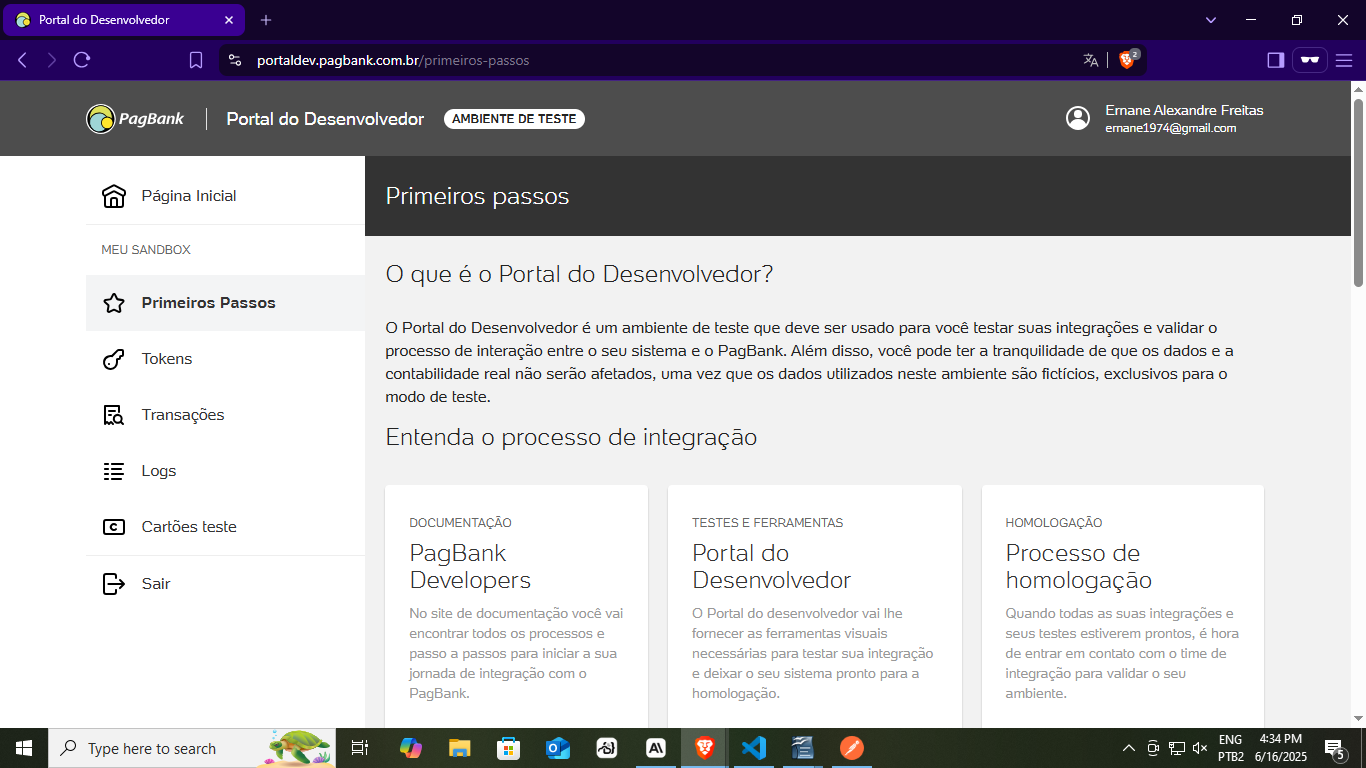 Portal do Desenvolvedor
portaldev.pagbank.com.br/primeiros-passos
2
PagBank
Portal do Desenvolvedor
AMBIENTE DE TESTE
Ernane Alexandre Freitas
ernane1974@gmail.com
Página Inicial
MEU SANDBOX
Primeiros Passos
Tokens
Transações
Logs
Cartões teste
Sair
Primeiros passos
O que é o Portal do Desenvolvedor?
O Portal do Desenvolvedor é um ambiente de teste que deve ser usado para você testar suas integrações e validar o
processo de interação entre o seu sistema e o PagBank. Além disso, você pode ter a tranquilidade de que os dados e a
contabilidade real não serão afetados, uma vez que os dados utilizados neste ambiente são fictícios, exclusivos para o
modo de teste.
Entenda o processo de integração
DOCUMENTAÇÃO
PagBank
Developers
No site de documentação você vai
encontrar todos os processos e
passo a passos para iniciar a sua
jornada de integração com o
PagBank.
TESTES E FERRAMENTAS
Portal do
Desenvolvedor
O Portal do desenvolvedor vai lhe
fornecer as ferramentas visuais
necessárias para testar sua integração
e deixar o seu sistema pronto para a
homologação.
HOMOLOGAÇÃO
Processo de
homologação
Quando todas as suas integrações e
seus testes estiverem prontos, é hora
de entrar em contato com o time de
integração para validar o seu
ambiente.
Type here to search
ENG
PTB2
4:34 PM
6/16/2025
5